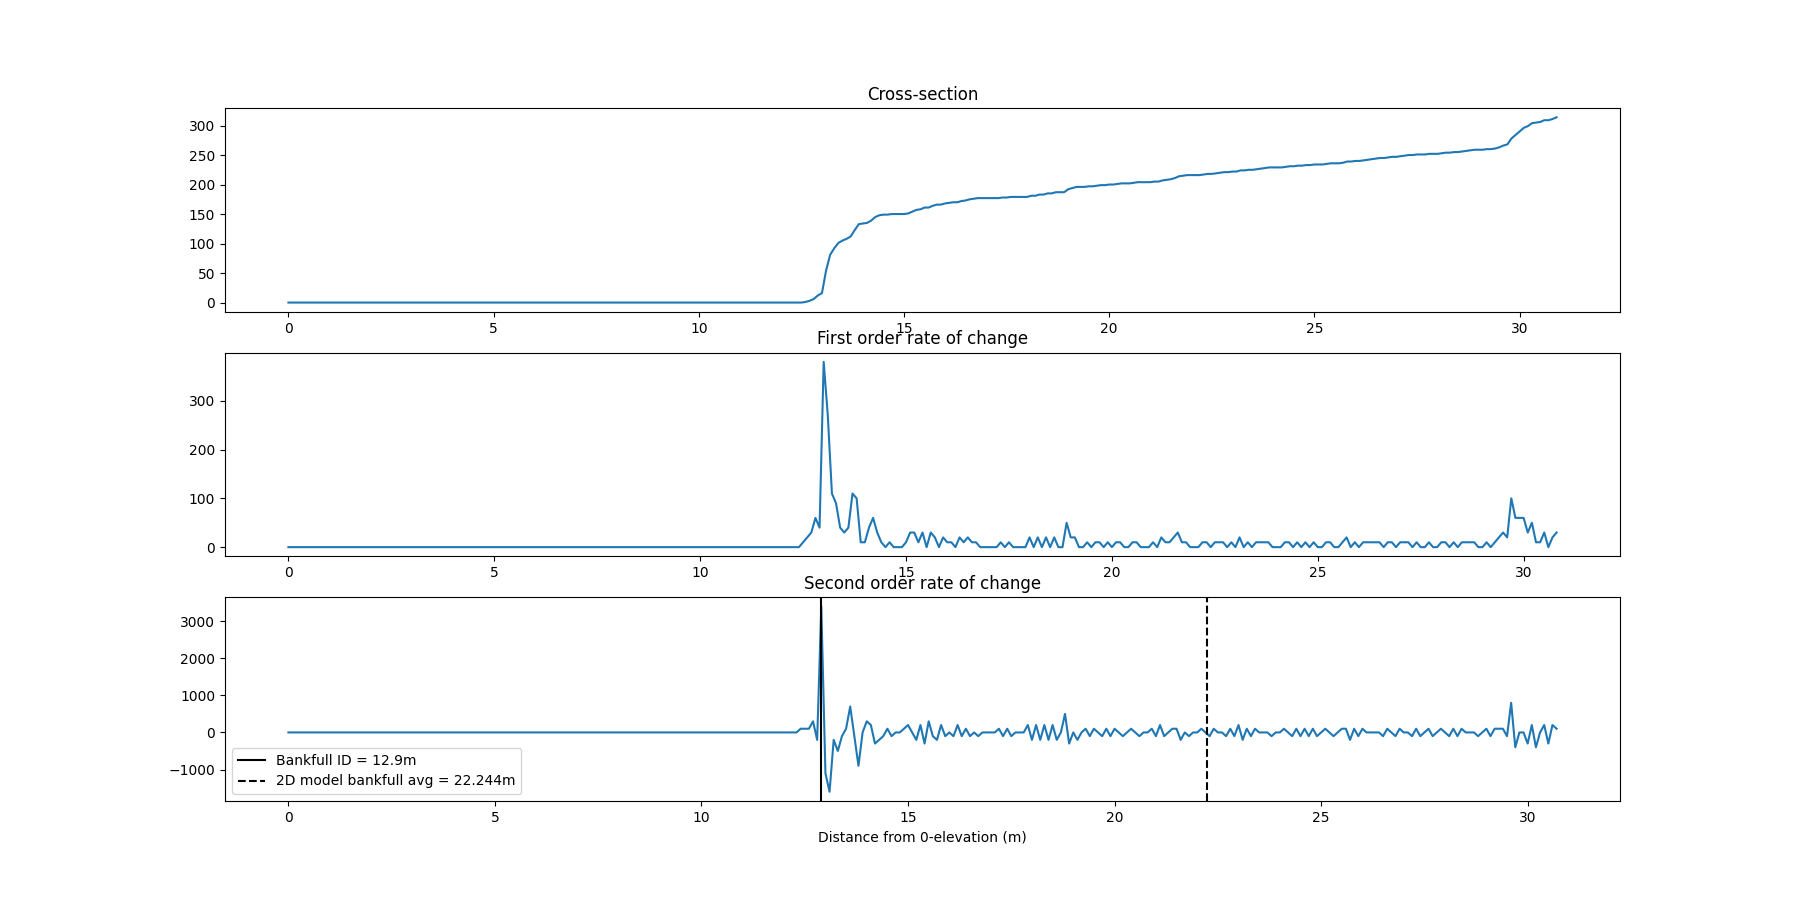 Cross-section
300
250
200
150
100
50
0
0 5 10 15 20 25 30
First order rate of change
300
200
100
0
0 5 10 15 20 25 30
Second order rate of change
3000
2000
1000
0
−1000
Bankfull ID = 12.9m
2D model bankfull avg = 22.244m
0 5 10 15 20 25 30
Distance from 0-elevation (m)